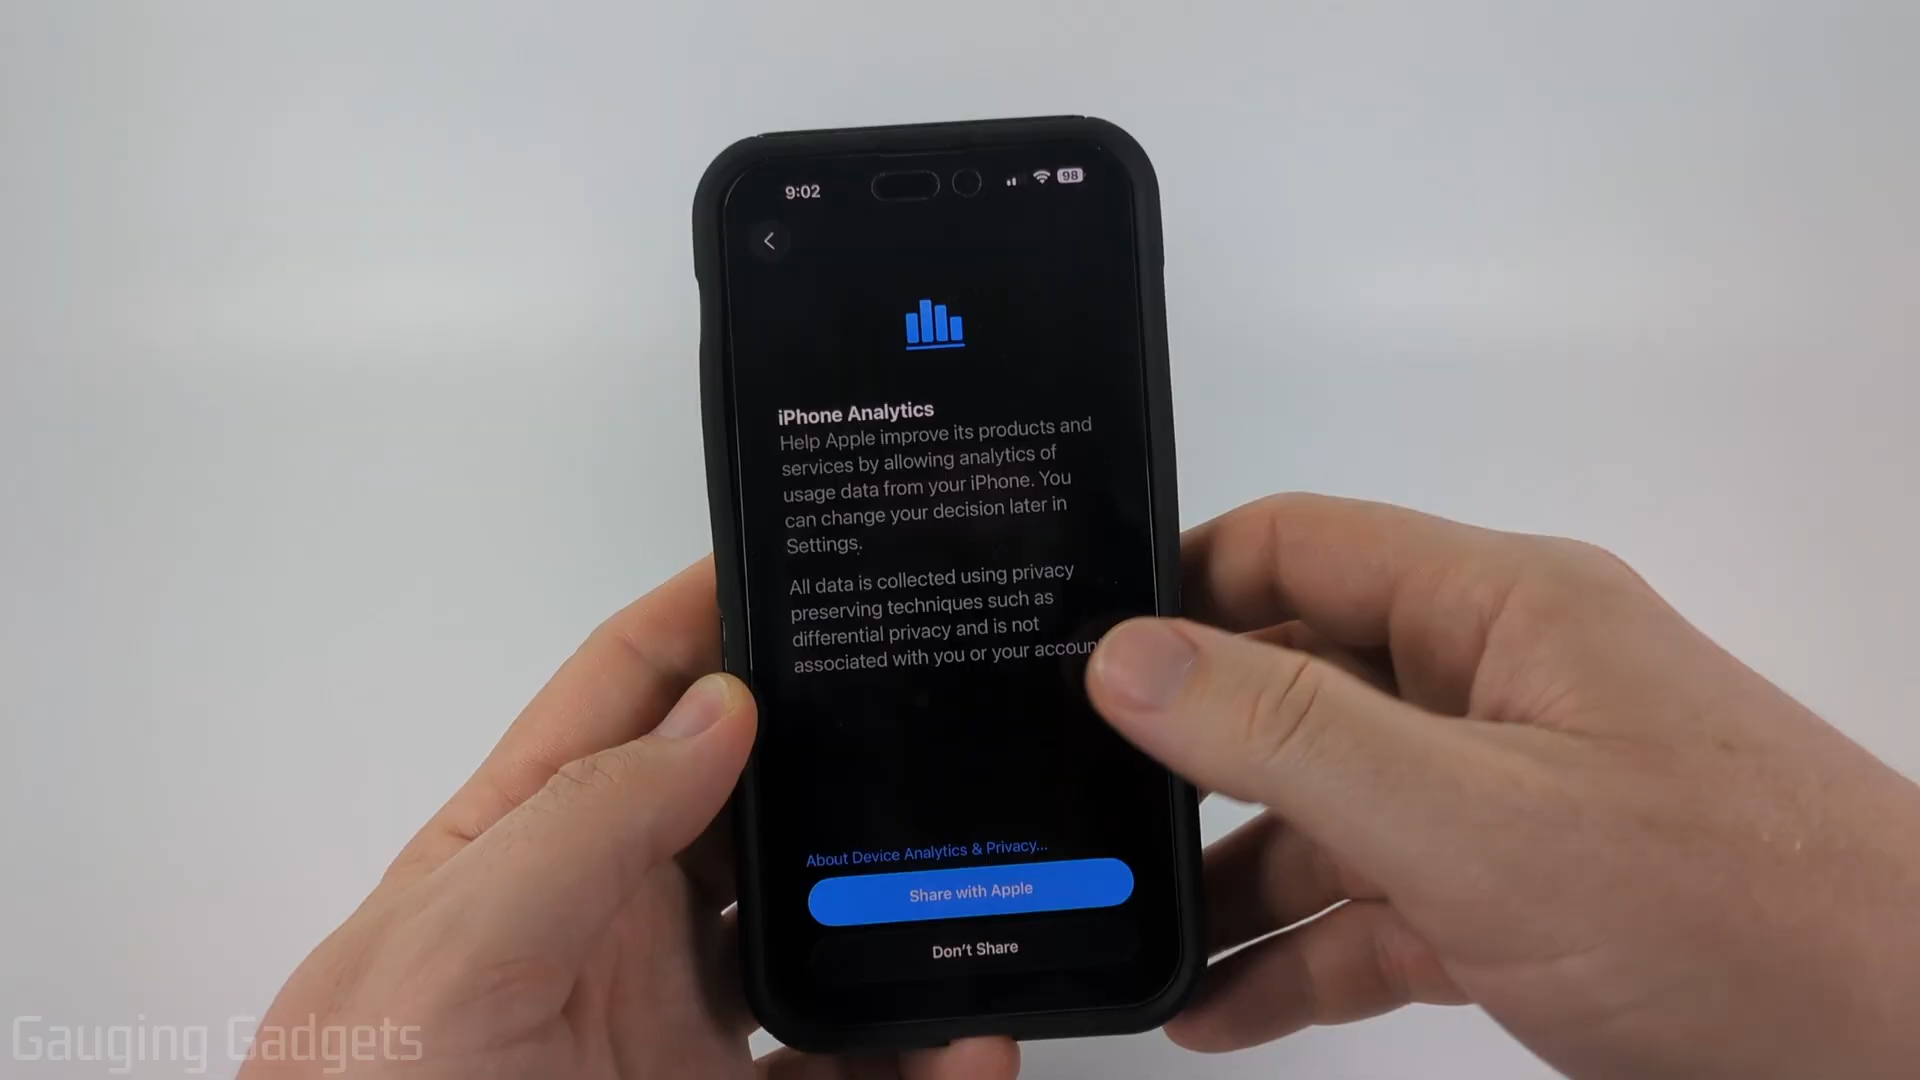 9:02
98
iPhone Analytics
Help Apple improve its products and
services by allowing analytics of
usage data from your iPhone. You
can change your decision later in
Settings.
All data is collected using privacy
preserving techniques such as
differential privacy and is not
associated with you or your account
About Device Analytics & Privacy...
Share with Apple
Don't Share
Gauging Gadgets